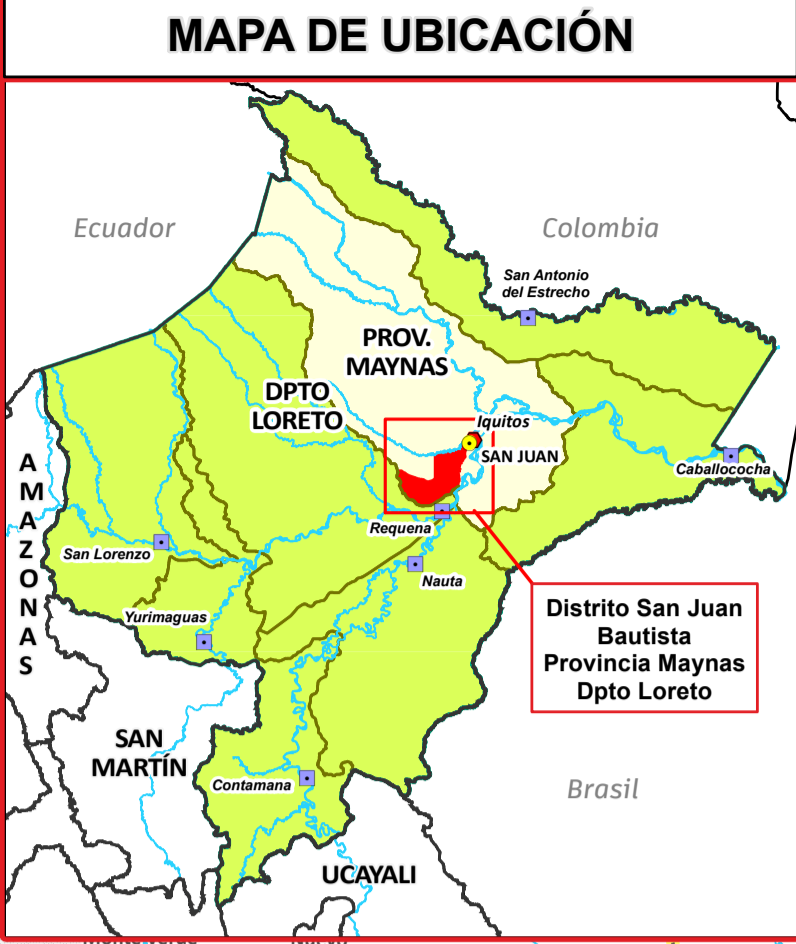 MAPA DE UBICACIÓN
Ecuador
Colombia
San Antonio
del Estrecho
PROV.
MAYNAS
DPTO
LORETO
Iquitos
SAN JUAN
Caballococha
AMAZONAS
Requena
San Lorenzo
Nauta
Yurimaguas
Distrito San Juan
Bautista
Provincia Maynas
Dpto Loreto
SAN
MARTÍN
Contamana
Brasil
UCAYALI